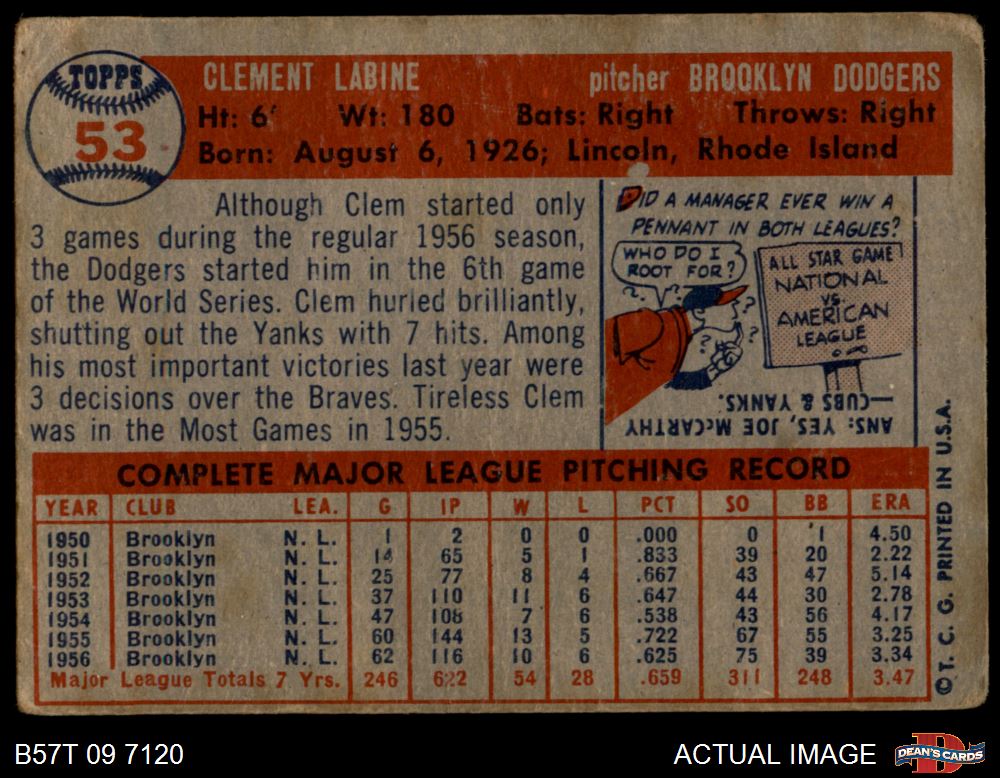 TOPPS
53
CLEMENT LABINE pitcher BROOKLYN DODGERS
Ht: 6' Wt: 180 Bats: Right Throws: Right
Born: August 6, 1926; Lincoln, Rhode Island
Although Clem started only
3 games during the regular 1956 season,
the Dodgers started him in the 6th game
of the World Series. Clem hurled brilliantly,
shutting out the Yanks with 7 hits. Among
his most important victories last year were
3 decisions over the Braves. Tireless Clem
was in the Most Games in 1955.
DID A MANAGER EVER WIN A
PENNANT IN BOTH LEAGUES?
WHO DO I
ROOT FOR?
ALL STAR GAME
NATIONAL
VS.
AMERICAN
LEAGUE
ANS: YES, JOE McCARTHY
—CUBS & YANKS.
COMPLETE MAJOR LEAGUE PITCHING RECORD
YEAR CLUB LEA. G IP W L PCT SO BB ERA
1950 Brooklyn N. L. 1 2 0 0 .000 0 1 4.50
1951 Brooklyn N. L. 14 65 5 1 .833 39 20 2.22
1952 Brooklyn N. L. 25 77 8 4 .667 43 47 5.14
1953 Brooklyn N. L. 37 110 11 6 .647 44 30 2.78
1954 Brooklyn N. L. 47 108 7 6 .538 43 56 4.17
1955 Brooklyn N. L. 60 144 13 5 .722 67 55 3.25
1956 Brooklyn N. L. 62 116 10 6 .625 75 39 3.34
Major League Totals 7 Yrs. 246 622 54 28 .659 311 248 3.47
© T. C. G. PRINTED IN U.S.A.
B57T 09 7120
ACTUAL IMAGE
DEAN'S CARDS